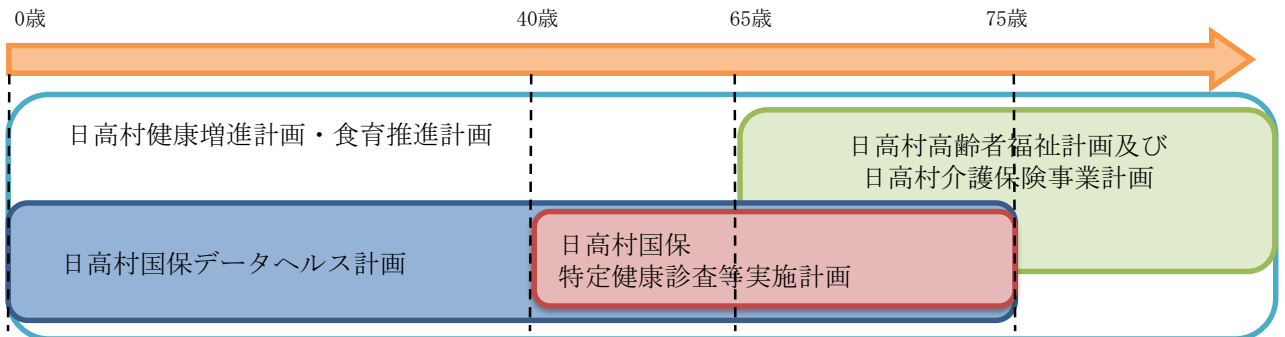 0歳
40歳
65歳
75歳
日高村健康増進計画・食育推進計画
日高村高齢者福祉計画及び
日高村介護保険事業計画
日高村国保データヘルス計画
日高村国保
特定健康診査等実施計画